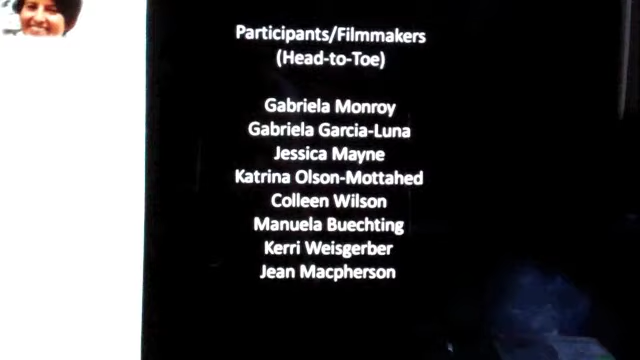 Participants/Filmmakers
(Head-to-Toe)
Gabriela Monroy
Gabriela Garcia-Luna
Jessica Mayne
Katrina Olson-Mottahed
Colleen Wilson
Manuela Buechting
Kerri Weisgerber
Jean Macpherson